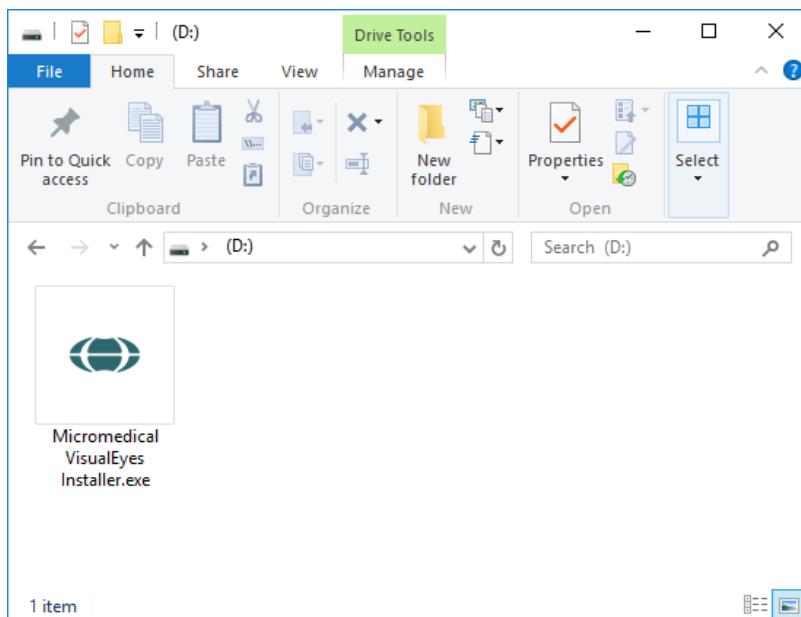 (D:)
Drive Tools
File
Home
Share
View
Manage
?
Pin to Quick
access
Copy
Paste
W...
New
folder
Properties
Select
Clipboard
Organize
New
Open
(D:)
Search (D:)
Micromedical
VisualEyes
Installer.exe
1 item